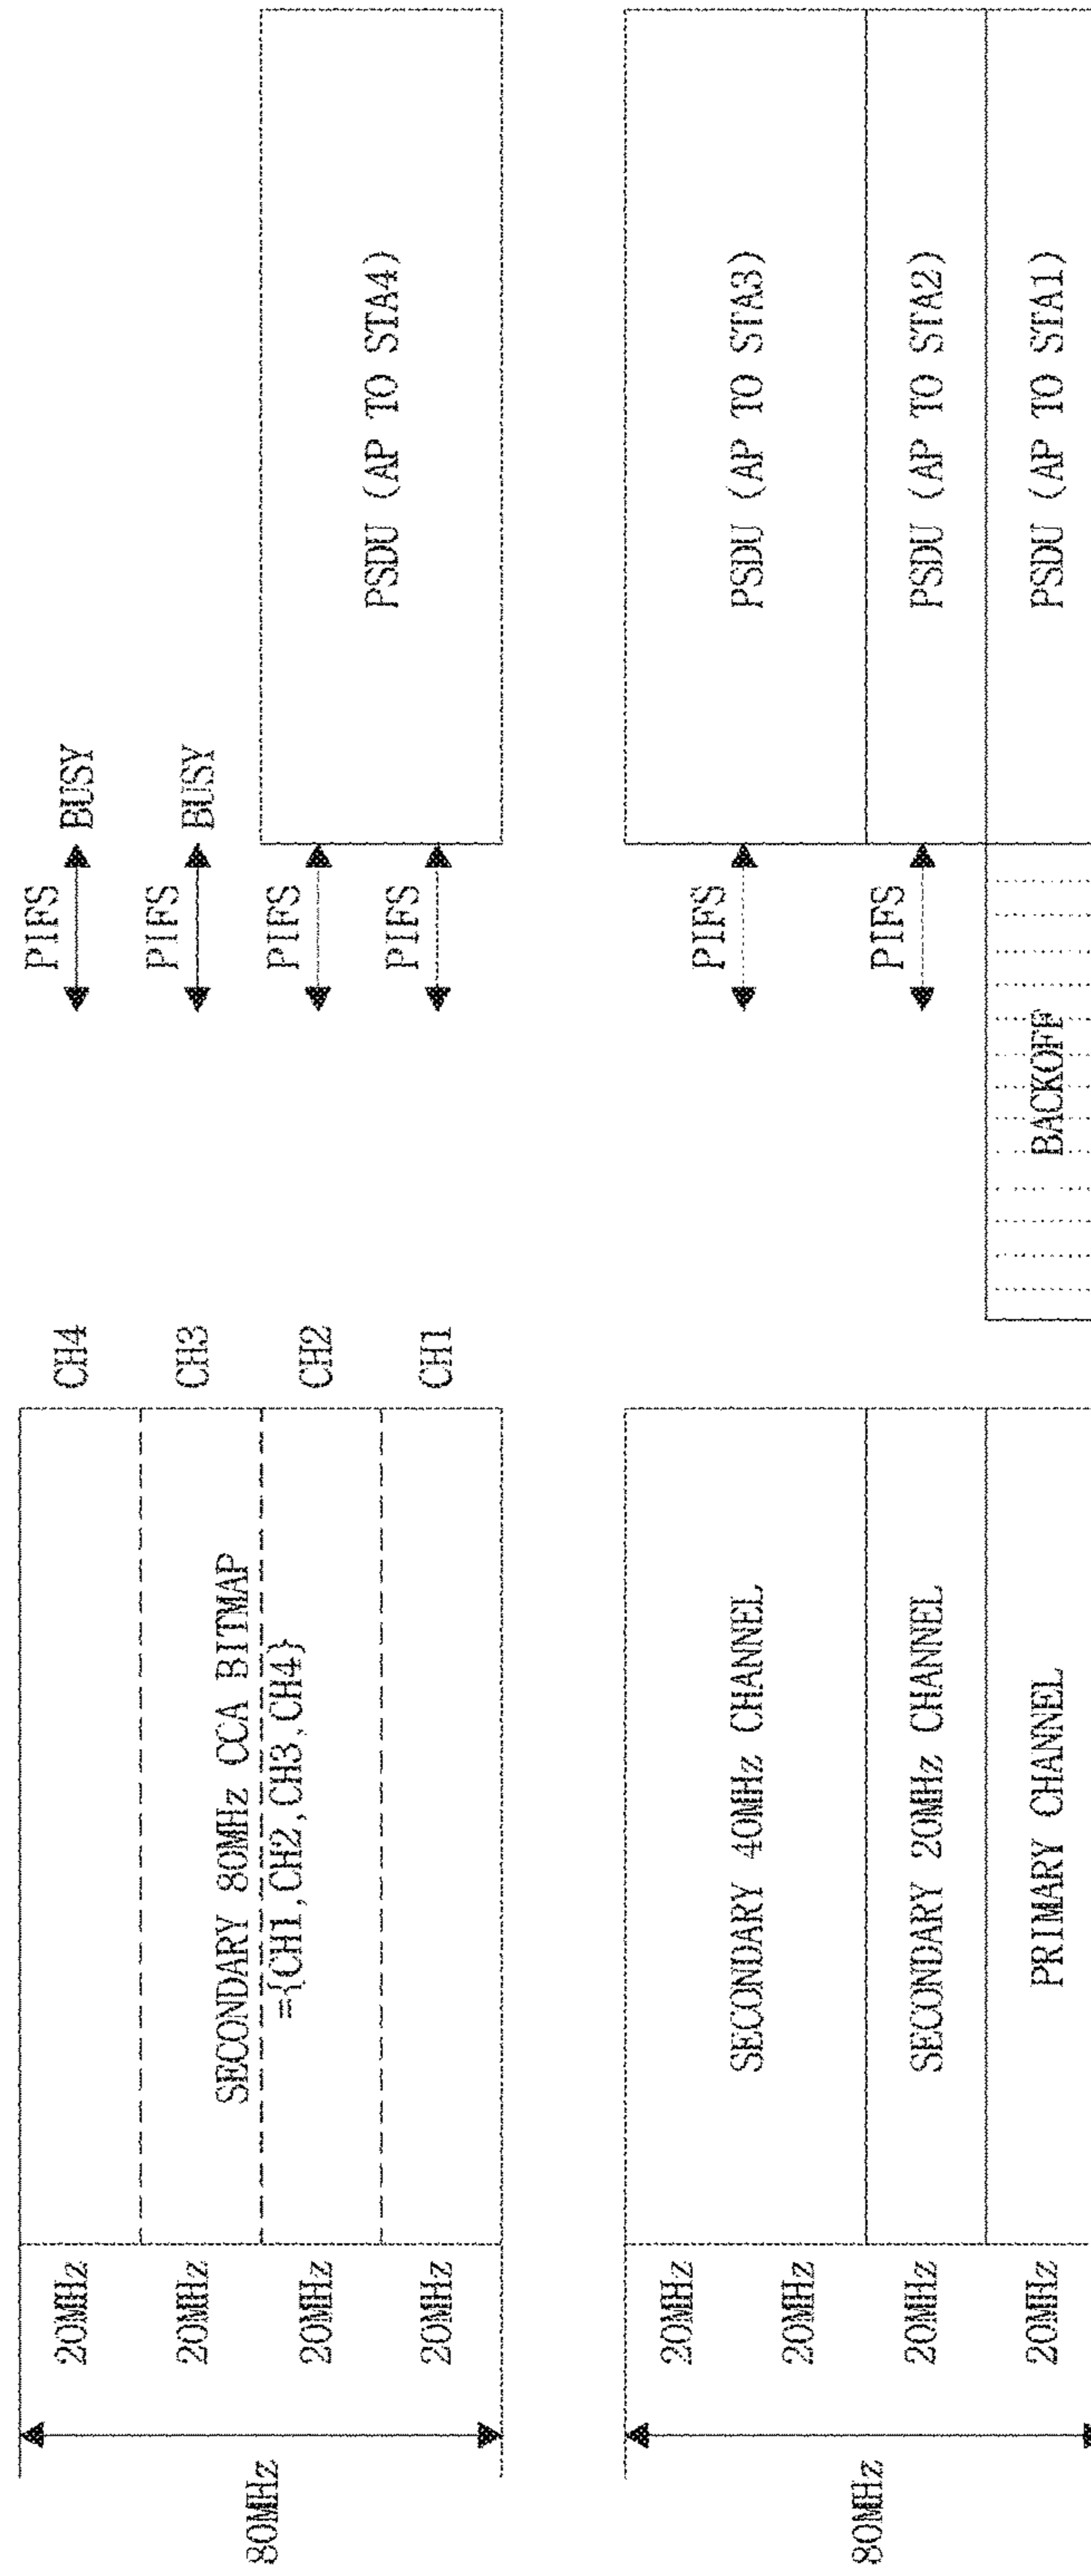 80MHz
20MHz
20MHz
20MHz
20MHz
SECONDARY 80MHz CCA BITMAP
={CH1,CH2,CH3,CH4}
CH4
CH3
CH2
CH1
PIFS
BUSY
PIFS
BUSY
PIFS
PIFS
PSDU (AP TO STA4)
80MHz
20MHz
20MHz
20MHz
20MHz
SECONDARY 40MHz CHANNEL
SECONDARY 20MHz CHANNEL
PRIMARY CHANNEL
PIFS
PIFS
BACKOFF
PSDU (AP TO STA3)
PSDU (AP TO STA2)
PSDU (AP TO STA1)